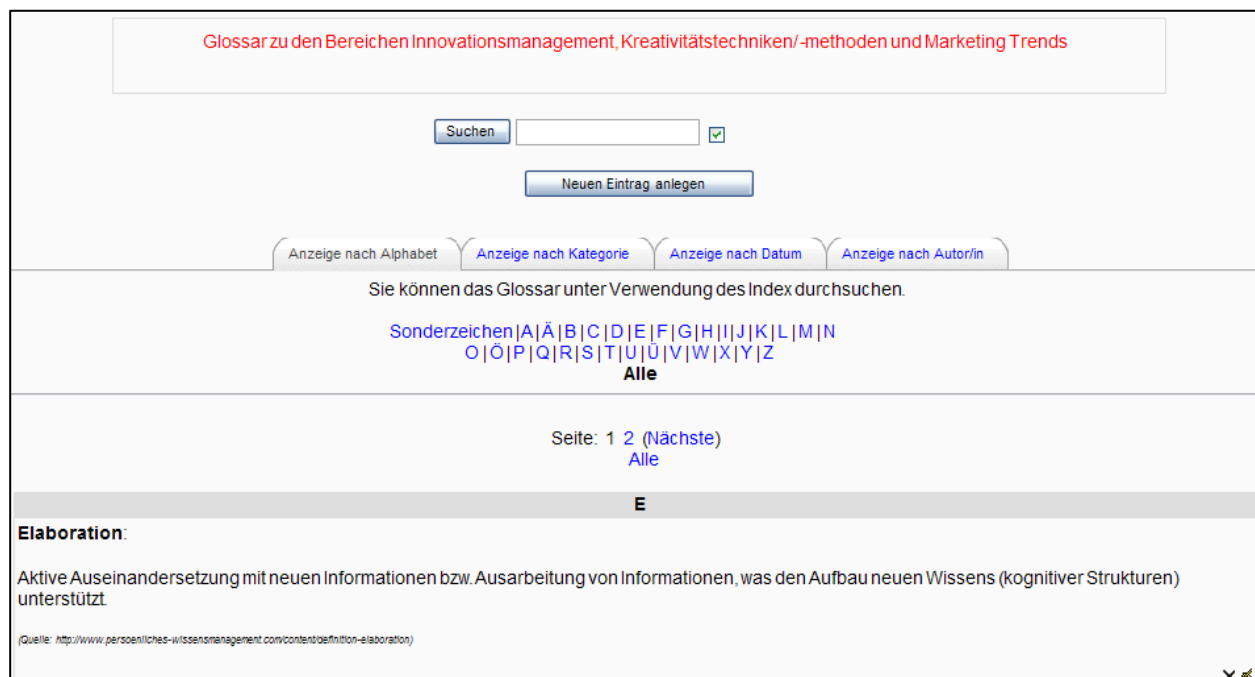 Glossar zu den Bereichen Innovationsmanagement, Kreativitätstechniken/-methoden und Marketing Trends
Suchen
Neuen Eintrag anlegen
Anzeige nach Alphabet Anzeige nach Kategorie Anzeige nach Datum Anzeige nach Autor/in
Sie können das Glossar unter Verwendung des Index durchsuchen.
Sonderzeichen | A | Ä | B | C | D | E | F | G | H | I | J | K | L | M | N
O | Ö | P | Q | R | S | T | U | Ü | V | W | X | Y | Z
Alle
Seite: 1 2 (Nächste)
Alle
E
Elaboration:
Aktive Auseinandersetzung mit neuen Informationen bzw. Ausarbeitung von Informationen, was den Aufbau neuen Wissens (kognitiver Strukturen)
unterstützt.
(Quelle: http://www.persoenliches-wissensmanagement.com/content/definition-elaboration)